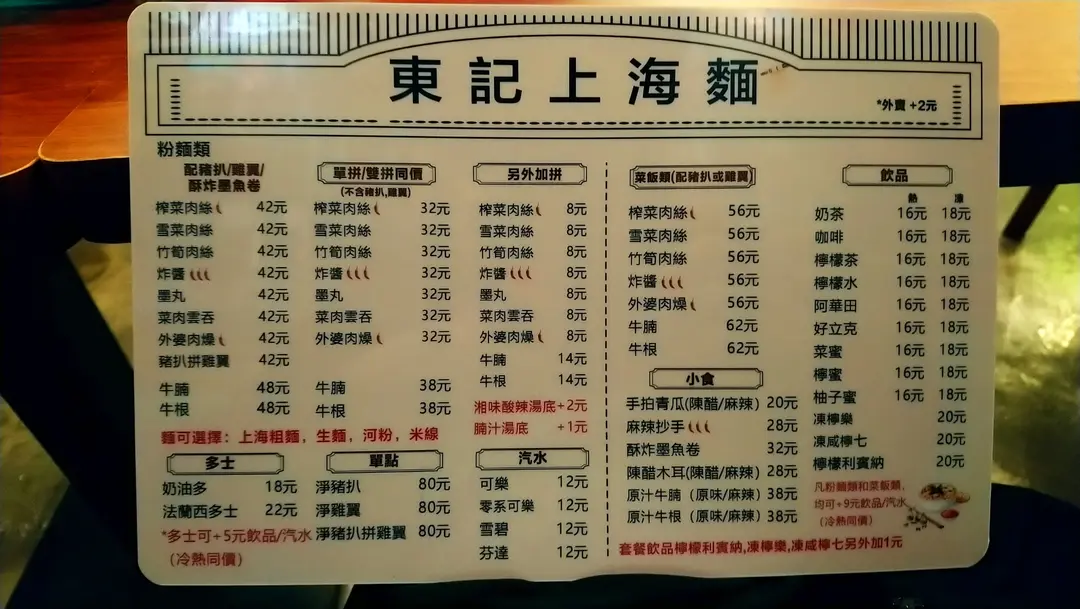 東記上海麵
*外賣 +2元
粉麵類
配豬扒/雞翼/
酥炸墨魚卷
榨菜肉絲 42元
雪菜肉絲 42元
竹筍肉絲 42元
炸醬 42元
墨丸 42元
菜肉雲吞 42元
外婆肉燥 42元
豬扒拼雞翼 42元
牛腩 48元
牛根 48元
單拼/雙拼同價
(不含豬扒,雞翼)
榨菜肉絲 32元
雪菜肉絲 32元
竹筍肉絲 32元
炸醬 32元
墨丸 32元
菜肉雲吞 32元
外婆肉燥 32元
牛腩 38元
牛根 38元
另外加拼
榨菜肉絲 8元
雪菜肉絲 8元
竹筍肉絲 8元
炸醬 8元
墨丸 8元
菜肉雲吞 8元
外婆肉燥 8元
牛腩 14元
牛根 14元
湘味酸辣湯底+2元
腩汁湯底 +1元
麵可選擇：上海粗麵，生麵，河粉，米線
多士
奶油多 18元
法蘭西多士 22元
*多士可+5元飲品/汽水
（冷熱同價）
單點
淨豬扒 80元
淨雞翼 80元
淨豬扒拼雞翼 80元
汽水
可樂 12元
零系可樂 12元
雪碧 12元
芬達 12元
菜飯類(配豬扒或雞翼)
榨菜肉絲 56元
雪菜肉絲 56元
竹筍肉絲 56元
炸醬 56元
外婆肉燥 56元
牛腩 62元
牛根 62元
小食
手拍青瓜(陳醋/麻辣) 20元
麻辣抄手 28元
酥炸墨魚卷 32元
陳醋木耳(陳醋/麻辣) 28元
原汁牛腩（原味/麻辣）38元
原汁牛根（原味/麻辣）38元
飲品
熱 凍
奶茶 16元 18元
咖啡 16元 18元
檸檬茶 16元 18元
檸檬水 16元 18元
阿華田 16元 18元
好立克 16元 18元
菜蜜 16元 18元
檸蜜 16元 18元
柚子蜜 16元 18元
凍檸樂 20元
凍咸檸七 20元
檸檬利賓納 20元
凡粉麵類和菜飯類，
均可+9元飲品/汽水
（冷熱同價）
套餐飲品檸檬利賓納,凍檸樂,凍咸檸七另外加1元